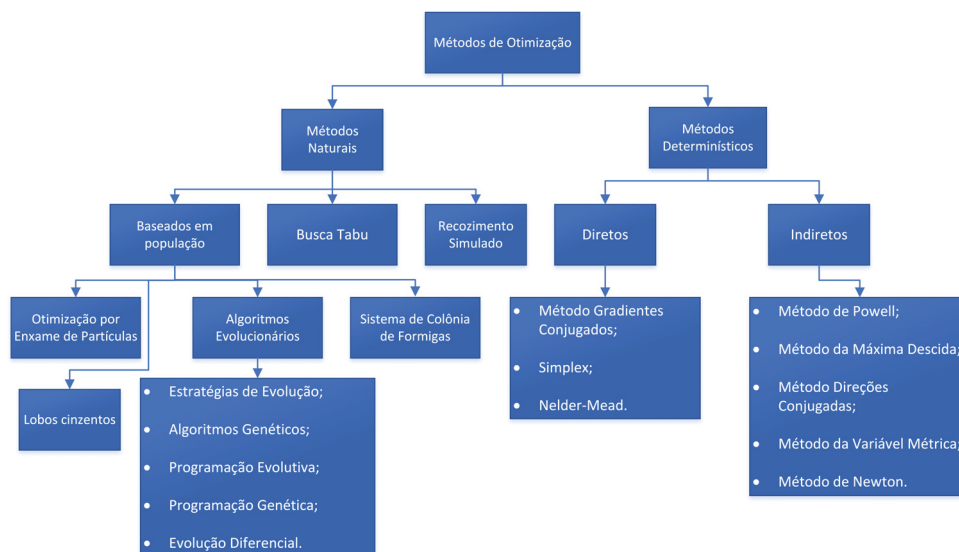 Métodos de Otimização
Métodos
Naturais
Métodos
Determinísticos
Baseados em
população
Busca Tabu
Recozimento
Simulado
Diretos
Indiretos
Otimização por
Enxame de Partículas
Algoritmos
Evolucionários
Sistema de Colônia
de Formigas
Lobos cinzentos
• Estratégias de Evolução;
• Algoritmos Genéticos;
• Programação Evolutiva;
• Programação Genética;
• Evolução Diferencial.
• Método Gradientes
Conjugados;
• Simplex;
• Nelder-Mead.
• Método de Powell;
• Método da Máxima Descida;
• Método Direções
Conjugadas;
• Método da Variável Métrica;
• Método de Newton.